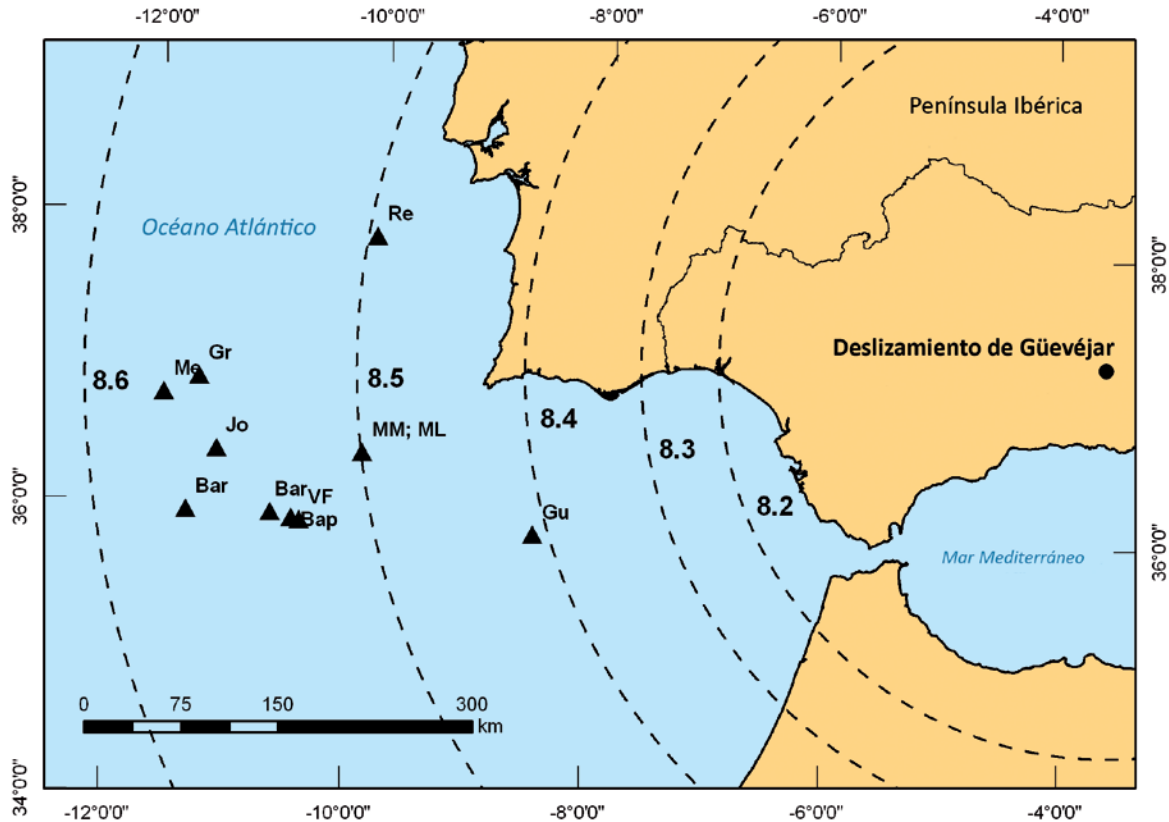 -12°0'0" -10°0'0" -8°0'0" -6°0'0" -4°0'0"
Península Ibérica
38°0'0"
Re
Océano Atlántico
38°0'0"
Deslizamiento de Güevéjar
Gr
Me
8.6
8.5
8.4
Jo
MM; ML
8.3
Bar
Bar
VF
Bap
Gu
8.2
36°0'0"
36°0'0"
Mar Mediterráneo
0 75 150 300
km
34°0'0"
-12°0'0" -10°0'0" -8°0'0" -6°0'0" -4°0'0"